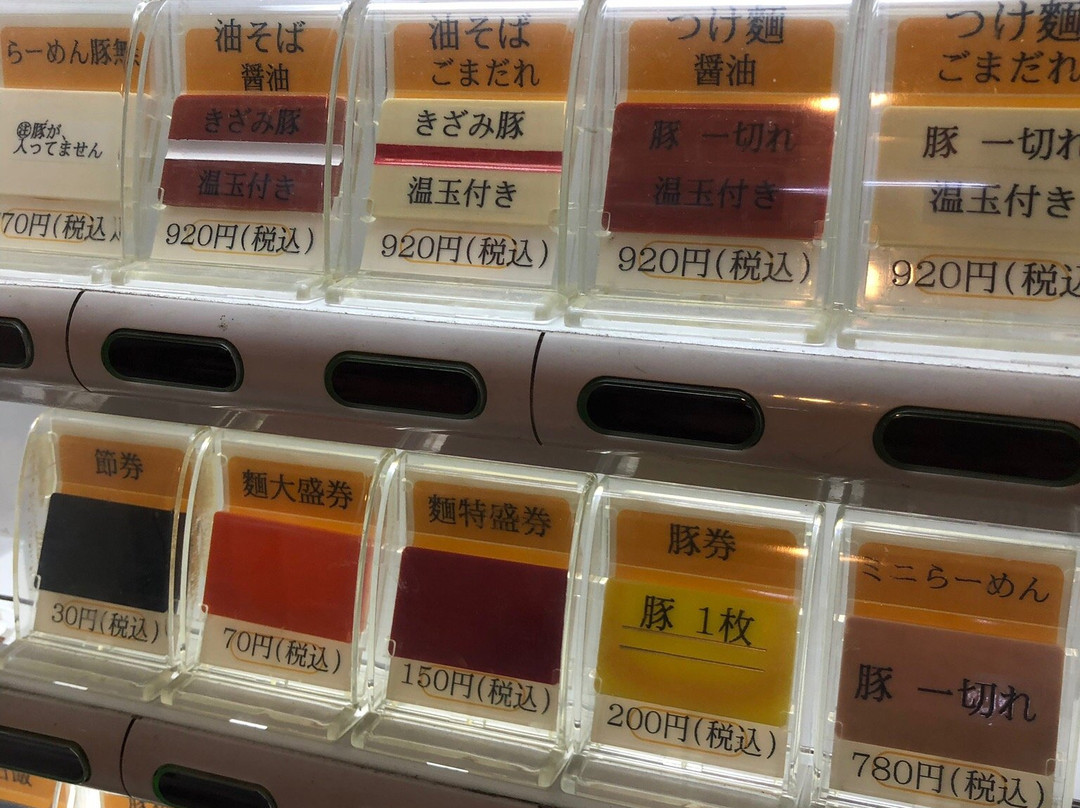 らーめん豚無
㊟豚が、
入ってません
70円(税込)
油そば
醤油
きざみ豚
温玉付き
920円(税込)
油そば
ごまだれ
きざみ豚
温玉付き
920円(税込)
つけ麺
醤油
豚 一切れ
温玉付き
920円(税込)
つけ麺
ごまだれ
豚 一切れ
温玉付き
920円(税込
節券
30円(税込)
麺大盛券
70円(税込)
麺特盛券
150円(税込)
豚券
豚 1枚
200円(税込)
ミニらーめん
豚 一切れ
780円(税込)